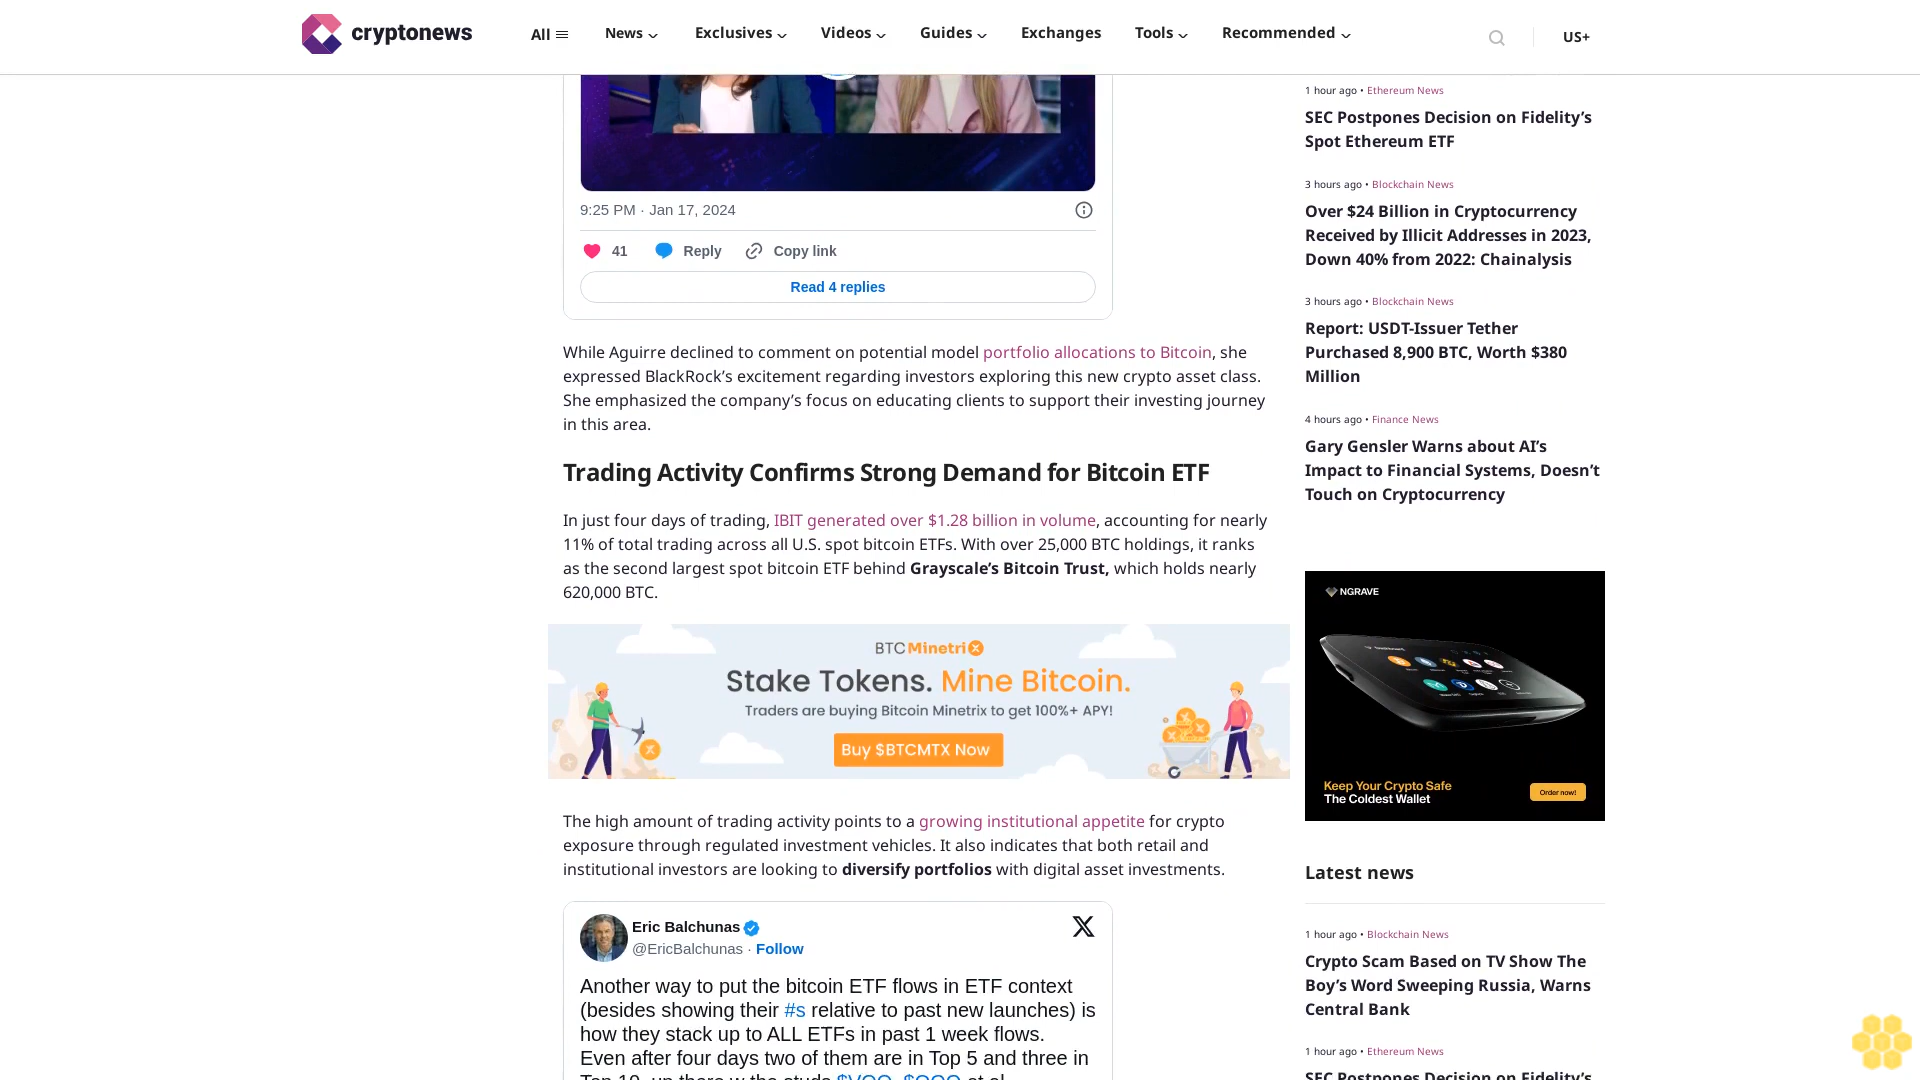 cryptonews
All
News
Exclusives
Videos
Guides
Exchanges
Tools
Recommended
US+
9:25 PM · Jan 17, 2024
41
Reply
Copy link
Read 4 replies
While Aguirre declined to comment on potential model portfolio allocations to Bitcoin, she
expressed BlackRock’s excitement regarding investors exploring this new crypto asset class.
She emphasized the company’s focus on educating clients to support their investing journey
in this area.
Trading Activity Confirms Strong Demand for Bitcoin ETF
In just four days of trading, IBIT generated over $1.28 billion in volume, accounting for nearly
11% of total trading across all U.S. spot bitcoin ETFs. With over 25,000 BTC holdings, it ranks
as the second largest spot bitcoin ETF behind Grayscale’s Bitcoin Trust, which holds nearly
620,000 BTC.
BTC Minetrix
Stake Tokens. Mine Bitcoin.
Traders are buying Bitcoin Minetrix to get 100%+ APY!
Buy $BTCMTX Now
The high amount of trading activity points to a growing institutional appetite for crypto
exposure through regulated investment vehicles. It also indicates that both retail and
institutional investors are looking to diversify portfolios with digital asset investments.
Eric Balchunas
@EricBalchunas · Follow
Another way to put the bitcoin ETF flows in ETF context
(besides showing their #s relative to past new launches) is
how they stack up to ALL ETFs in past 1 week flows.
Even after four days two of them are in Top 5 and three in
Top 10, up there w the studs $VOO, $QQQ et al
1 hour ago • Ethereum News
SEC Postpones Decision on Fidelity’s
Spot Ethereum ETF
3 hours ago • Blockchain News
Over $24 Billion in Cryptocurrency
Received by Illicit Addresses in 2023,
Down 40% from 2022: Chainalysis
3 hours ago • Blockchain News
Report: USDT-Issuer Tether
Purchased 8,900 BTC, Worth $380
Million
4 hours ago • Finance News
Gary Gensler Warns about AI’s
Impact to Financial Systems, Doesn’t
Touch on Cryptocurrency
NGRAVE
Keep Your Crypto Safe
The Coldest Wallet
Order now!
Latest news
1 hour ago • Blockchain News
Crypto Scam Based on TV Show The
Boy’s Word Sweeping Russia, Warns
Central Bank
1 hour ago • Ethereum News
SEC Postpones Decision on Fidelity’s